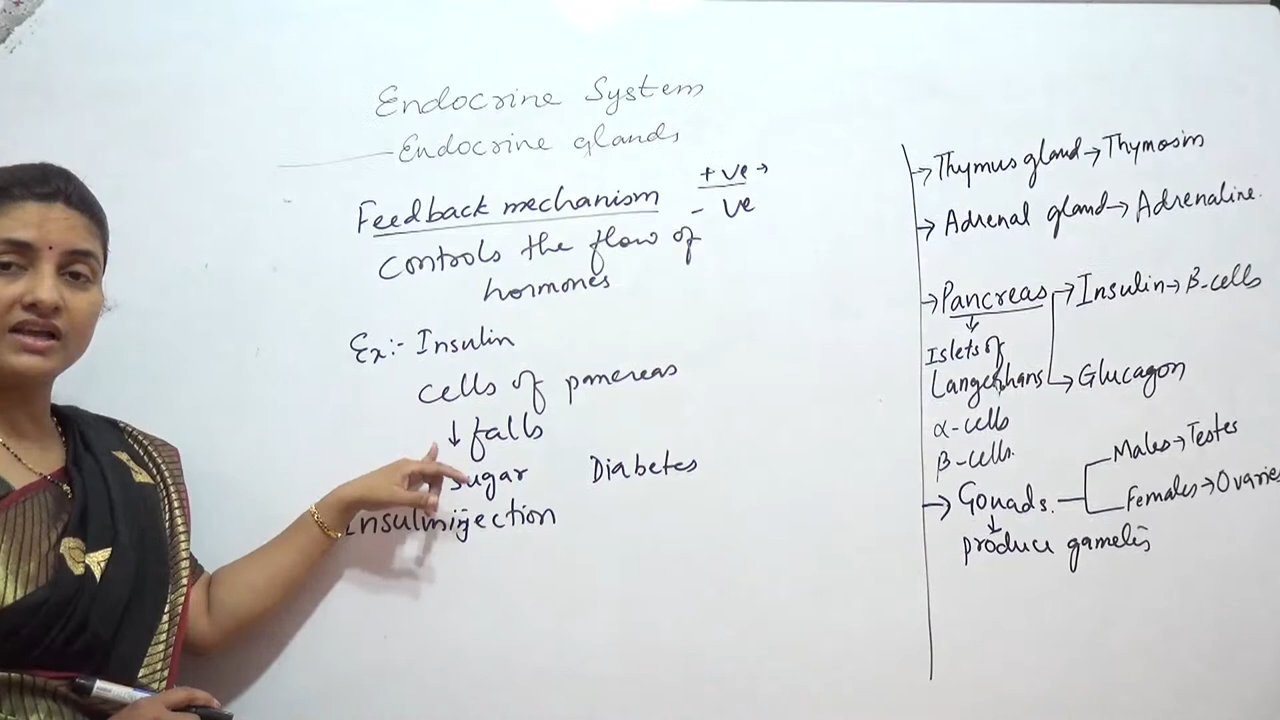 Endocrine System
Endocrine glands
Feedback mechanism +ve →
- ve
controls the flow of
hormones
Ex:- Insulin
cells of pancreas
↓ falls
Sugar Diabetes
Insulin injection
→ Thymus gland → Thymosin
→ Adrenal gland → Adrenaline.
→ Pancreas → Insulin → β-cells
↓
Islets of
Langerhans → Glucagon
α-cells
β-cells.
→ Gonads. Males → Testes
Females → Ovaries
↓
produce gametes